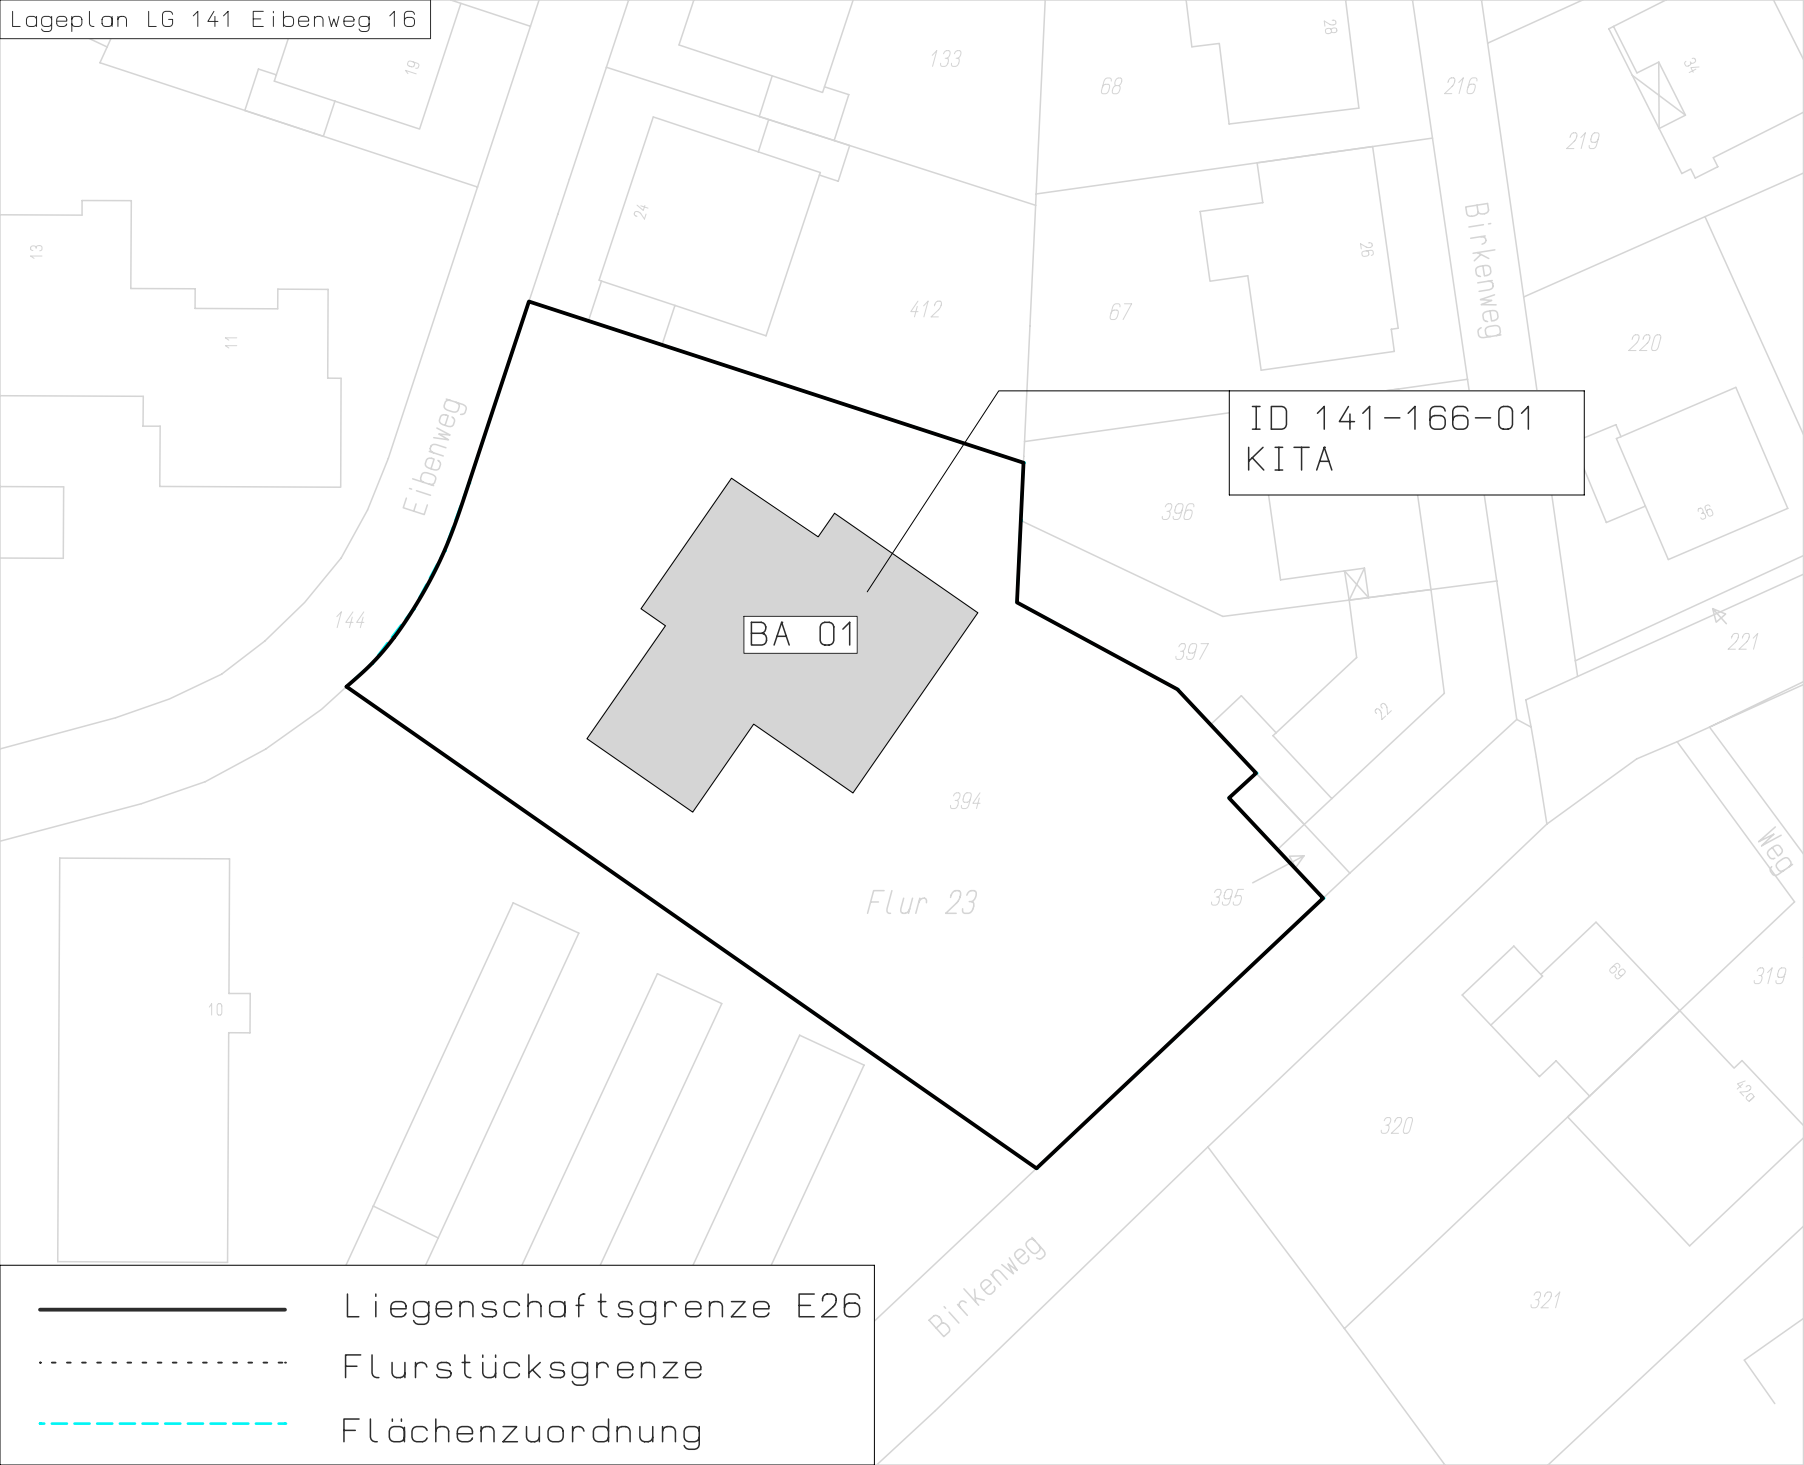 Lageplan LG 141 Eibenweg 16
19
133
68
28
216
34
219
24
13
Birkenweg
26
412
67
11
220
Eibenweg
ID 141-166-01
KITA
396
36
144
BA 01
397
221
22
394
Weg
395
Flur 23
69
319
10
42a
320
Birkenweg
321
Liegenschaftsgrenze E26
Flurstücksgrenze
Flächenzuordnung